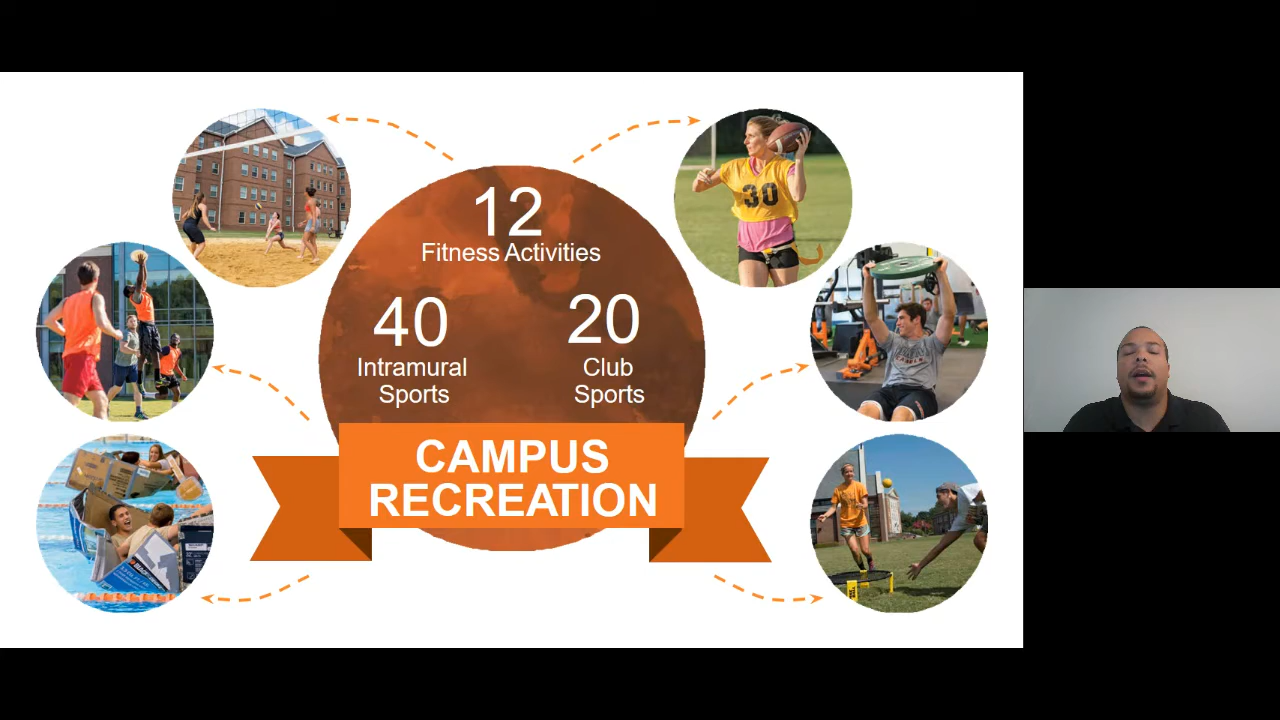 12
Fitness Activities
40
Intramural
Sports
20
Club
Sports
CAMPUS
RECREATION
30